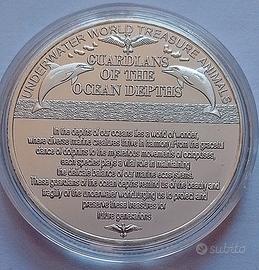 UNDERWATER WORLD TREASURE ANIMALS
GUARDIANS
OF THE
OCEAN DEPTHS
In the depths of our oceans lies a world of wonder,
where diverse marine creatures thrive in harmony. From the graceful
dance of dolphins to the mysterious movements of octopuses,
each species plays a vital role in maintaining
the delicate balance of our marine ecosystems.
These guardians of the ocean depths remind us of the beauty and
fragility of the underwater world, urging us to protect and
preserve these treasures for
future generations
subito